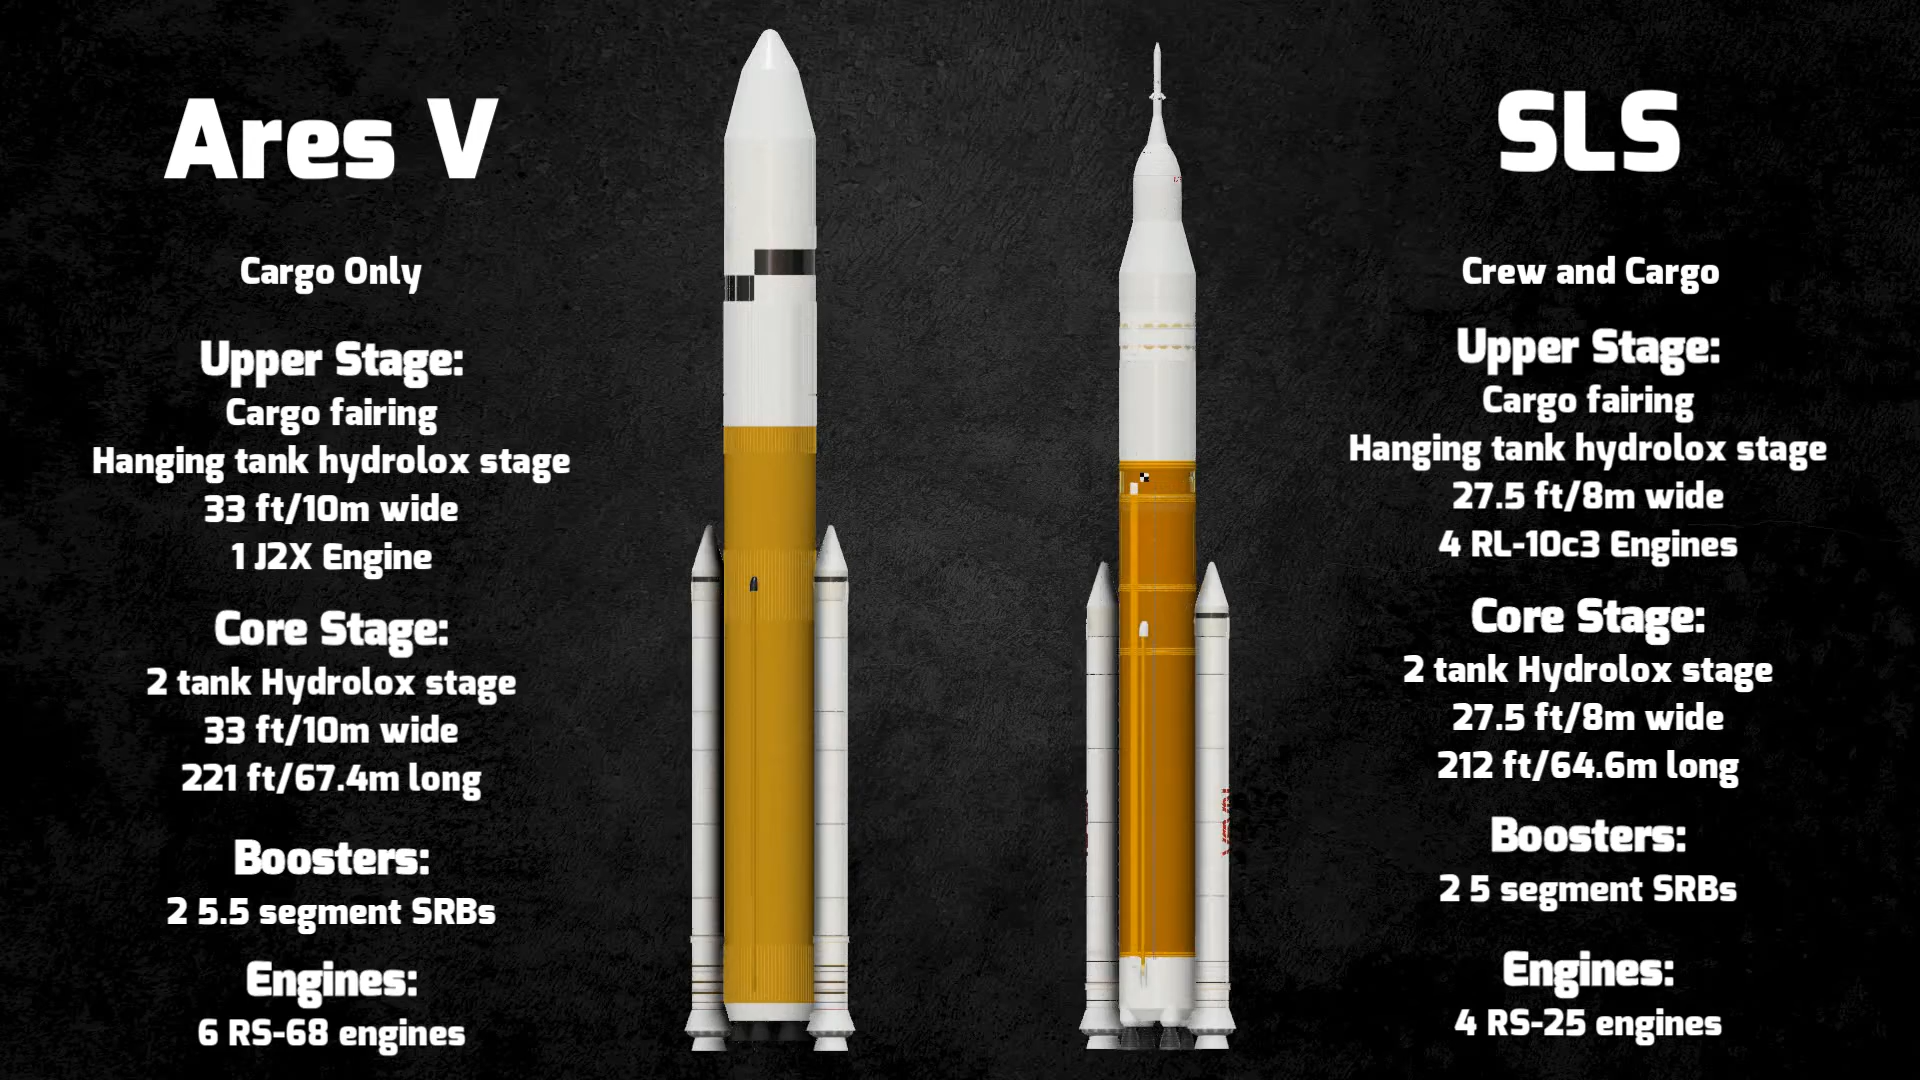 Ares V
Cargo Only
Upper Stage:
Cargo fairing
Hanging tank hydrolox stage
33 ft/10m wide
1 J2X Engine
Core Stage:
2 tank Hydrolox stage
33 ft/10m wide
221 ft/67.4m long
Boosters:
2 5.5 segment SRBs
Engines:
6 RS-68 engines
SLS
Crew and Cargo
Upper Stage:
Cargo fairing
Hanging tank hydrolox stage
27.5 ft/8m wide
4 RL-10c3 Engines
Core Stage:
2 tank Hydrolox stage
27.5 ft/8m wide
212 ft/64.6m long
Boosters:
2 5 segment SRBs
Engines:
4 RS-25 engines